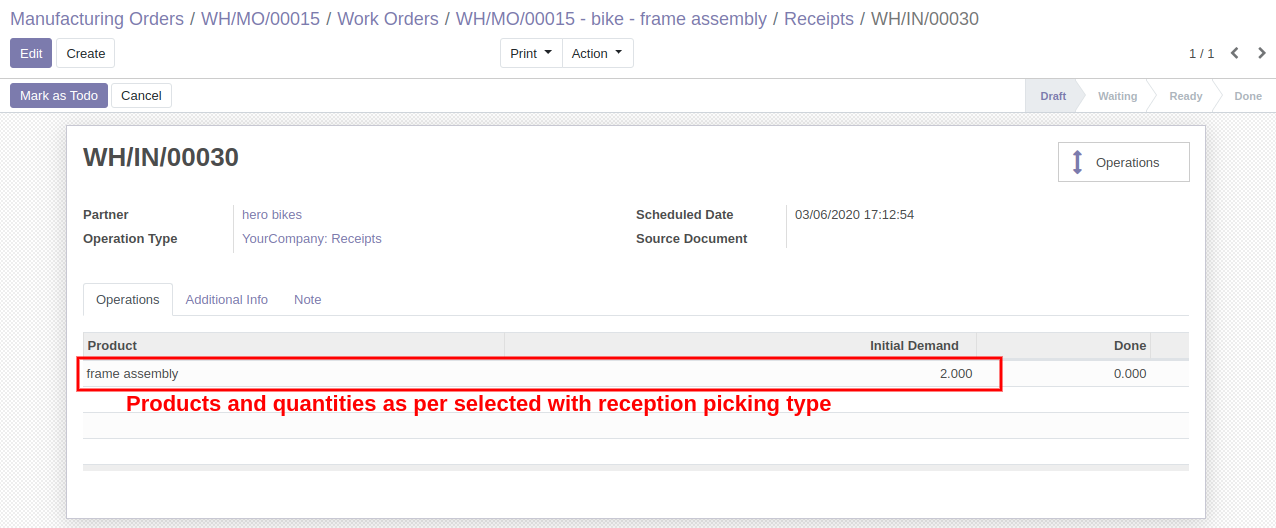 Manufacturing Orders / WH/MO/00015 / Work Orders / WH/MO/00015 - bike - frame assembly / Receipts / WH/IN/00030
Edit Create Print Action 1 / 1
Mark as Todo Cancel Draft Waiting Ready Done
WH/IN/00030
Operations
Partner hero bikes Scheduled Date 03/06/2020 17:12:54
Operation Type YourCompany: Receipts Source Document
Operations Additional Info Note
Product Initial Demand Done
frame assembly 2.000 0.000
Products and quantities as per selected with reception picking type